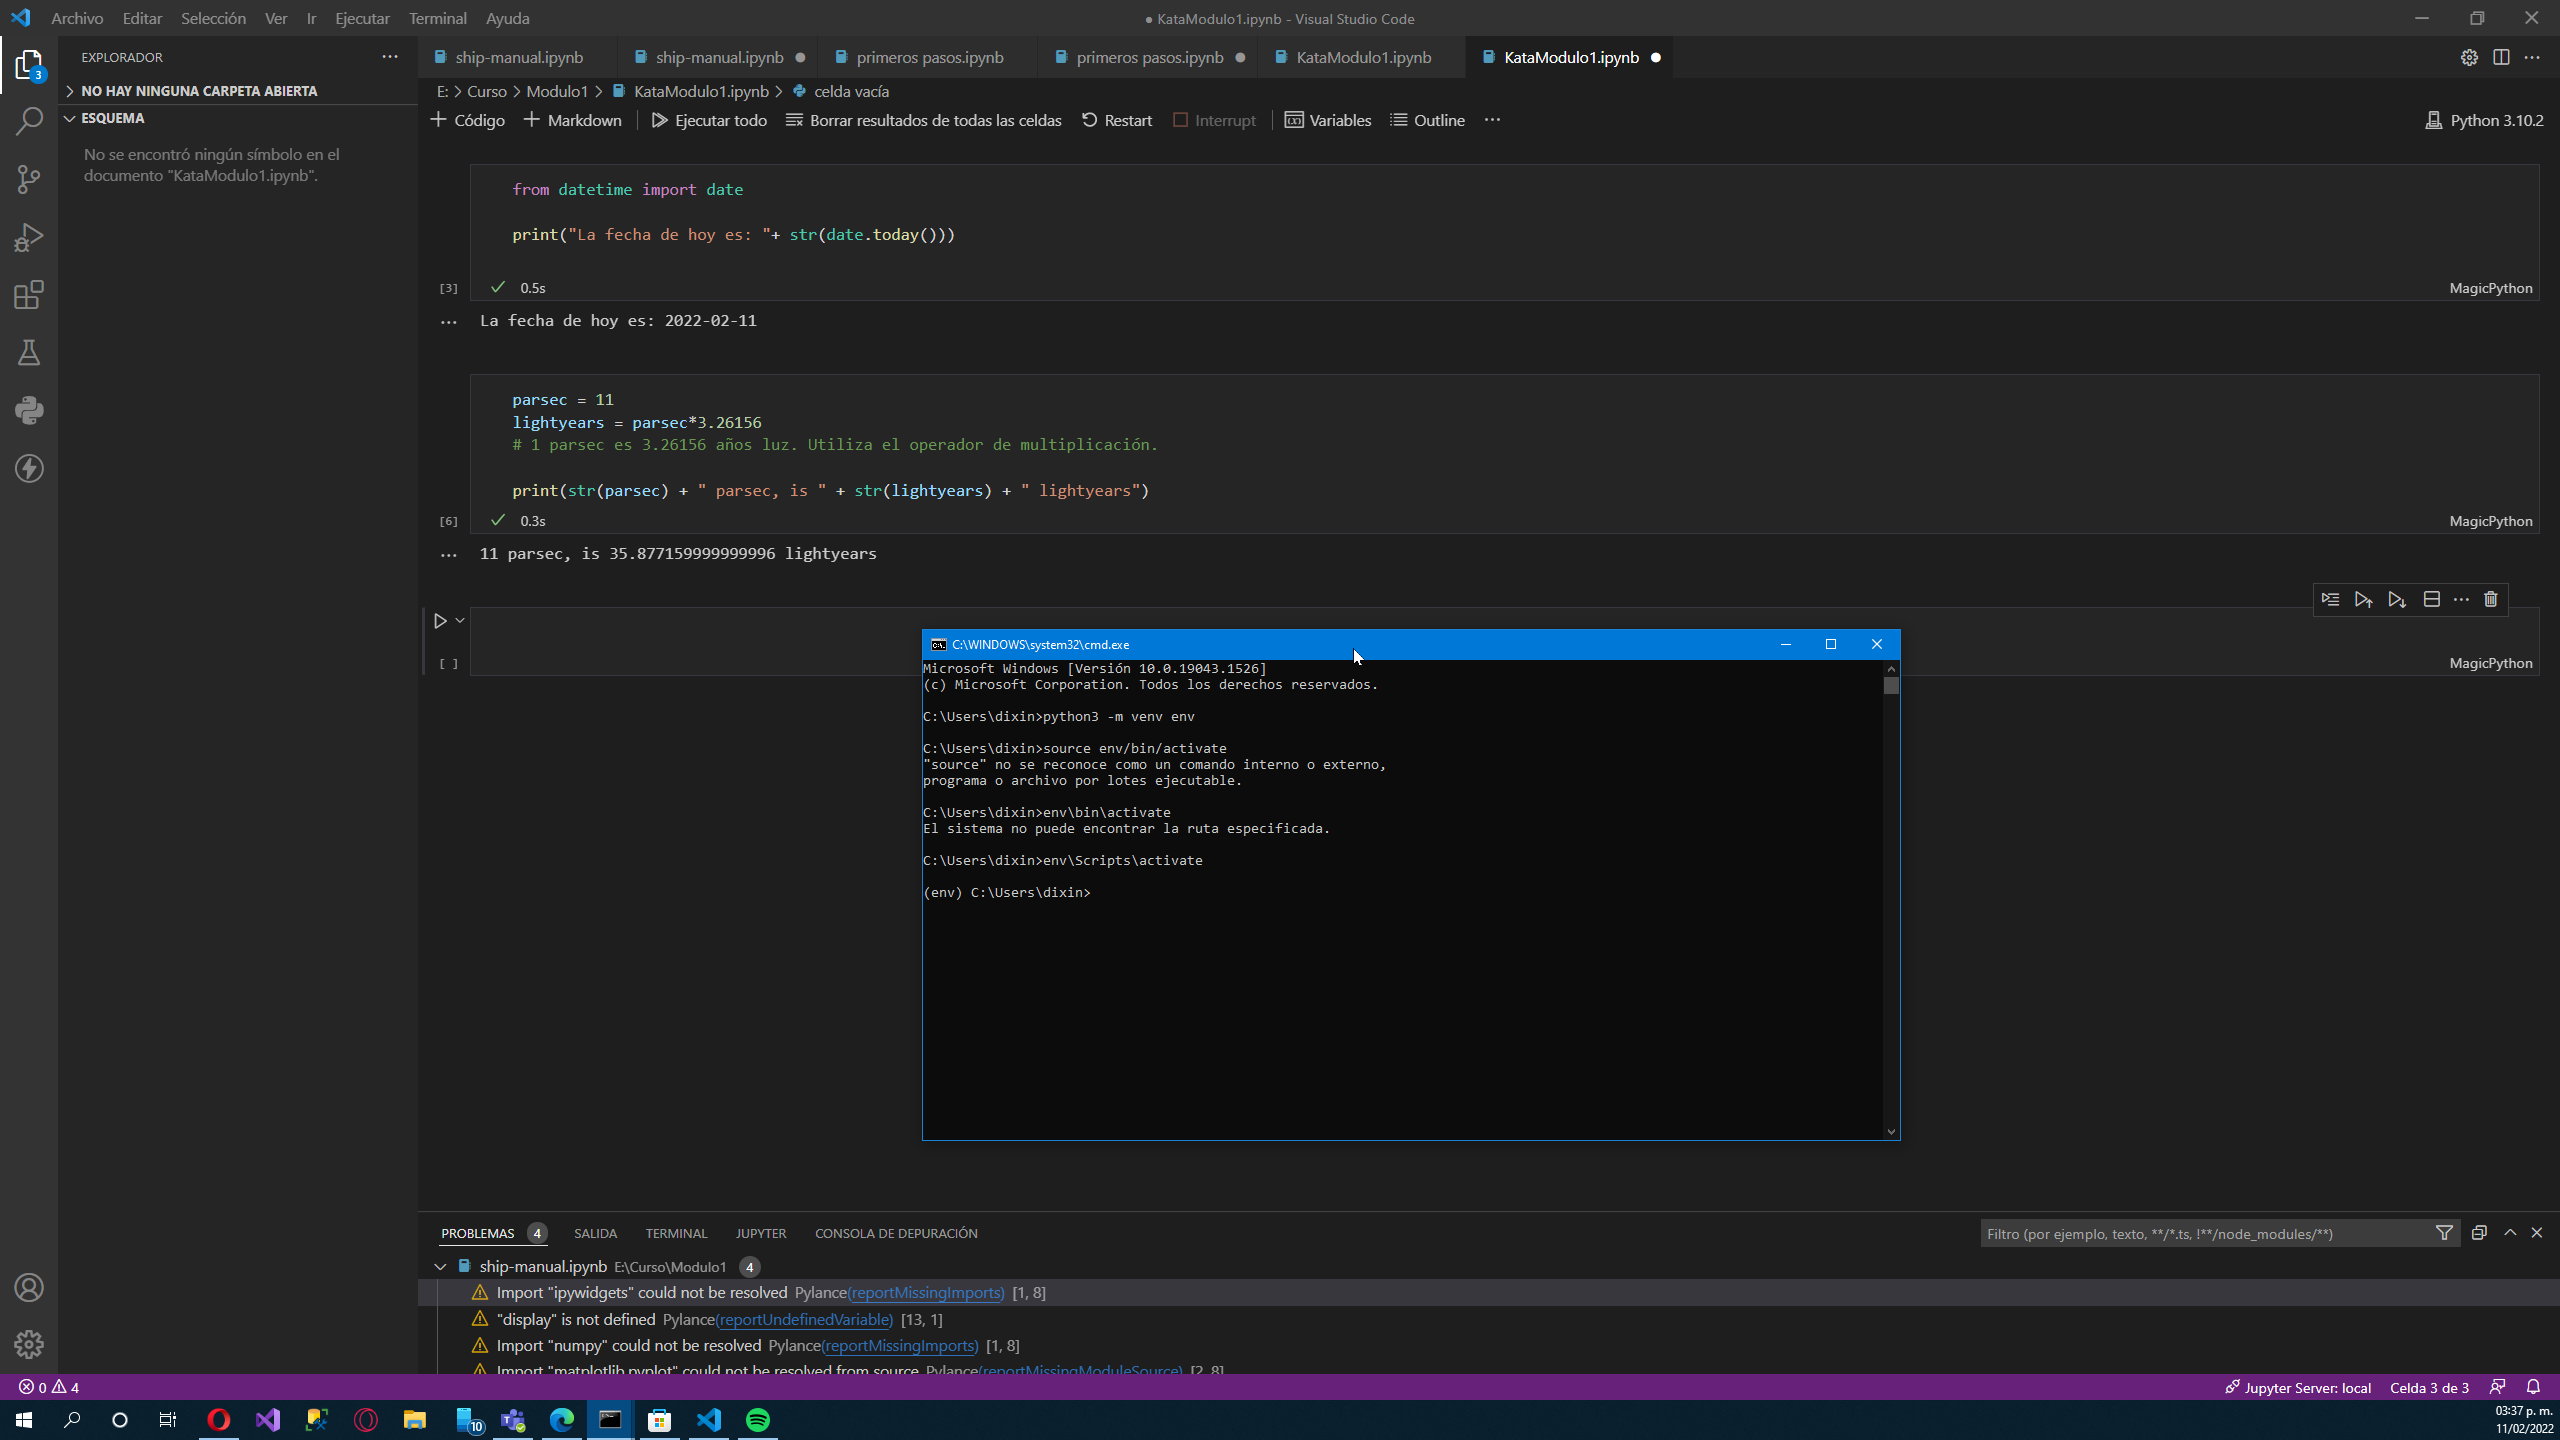 Archivo Editar Selección Ver Ir Ejecutar Terminal Ayuda
● KataModulo1.ipynb - Visual Studio Code
EXPLORADOR
NO HAY NINGUNA CARPETA ABIERTA
ESQUEMA
No se encontró ningún símbolo en el
documento "KataModulo1.ipynb".
3
ship-manual.ipynb ship-manual.ipynb primeros pasos.ipynb primeros pasos.ipynb KataModulo1.ipynb KataModulo1.ipynb
E: > Curso > Modulo1 > KataModulo1.ipynb > celda vacía
Código Markdown Ejecutar todo Borrar resultados de todas las celdas Restart Interrupt Variables Outline
Python 3.10.2
from datetime import date
print("La fecha de hoy es: "+ str(date.today()))
[3] 0.5s MagicPython
La fecha de hoy es: 2022-02-11
parsec = 11
lightyears = parsec*3.26156
# 1 parsec es 3.26156 años luz. Utiliza el operador de multiplicación.
print(str(parsec) + " parsec, is " + str(lightyears) + " lightyears")
[6] 0.3s MagicPython
11 parsec, is 35.877159999999996 lightyears
[ ] MagicPython
C:\WINDOWS\system32\cmd.exe
Microsoft Windows [Versión 10.0.19043.1526]
(c) Microsoft Corporation. Todos los derechos reservados.
C:\Users\dixin>python3 -m venv env
C:\Users\dixin>source env/bin/activate
"source" no se reconoce como un comando interno o externo,
programa o archivo por lotes ejecutable.
C:\Users\dixin>env\bin\activate
El sistema no puede encontrar la ruta especificada.
C:\Users\dixin>env\Scripts\activate
(env) C:\Users\dixin>
PROBLEMAS 4 SALIDA TERMINAL JUPYTER CONSOLA DE DEPURACIÓN
Filtro (por ejemplo, texto, **/*.ts, !**/node_modules/**)
ship-manual.ipynb E:\Curso\Modulo1 4
Import "ipywidgets" could not be resolved Pylance(reportMissingImports) [1, 8]
"display" is not defined Pylance(reportUndefinedVariable) [13, 1]
Import "numpy" could not be resolved Pylance(reportMissingImports) [1, 8]
Import "matplotlib.pyplot" could not be resolved from source Pylance(reportMissingModuleSource) [2, 8]
0 4
Jupyter Server: local Celda 3 de 3
10
03:37 p. m.
11/02/2022